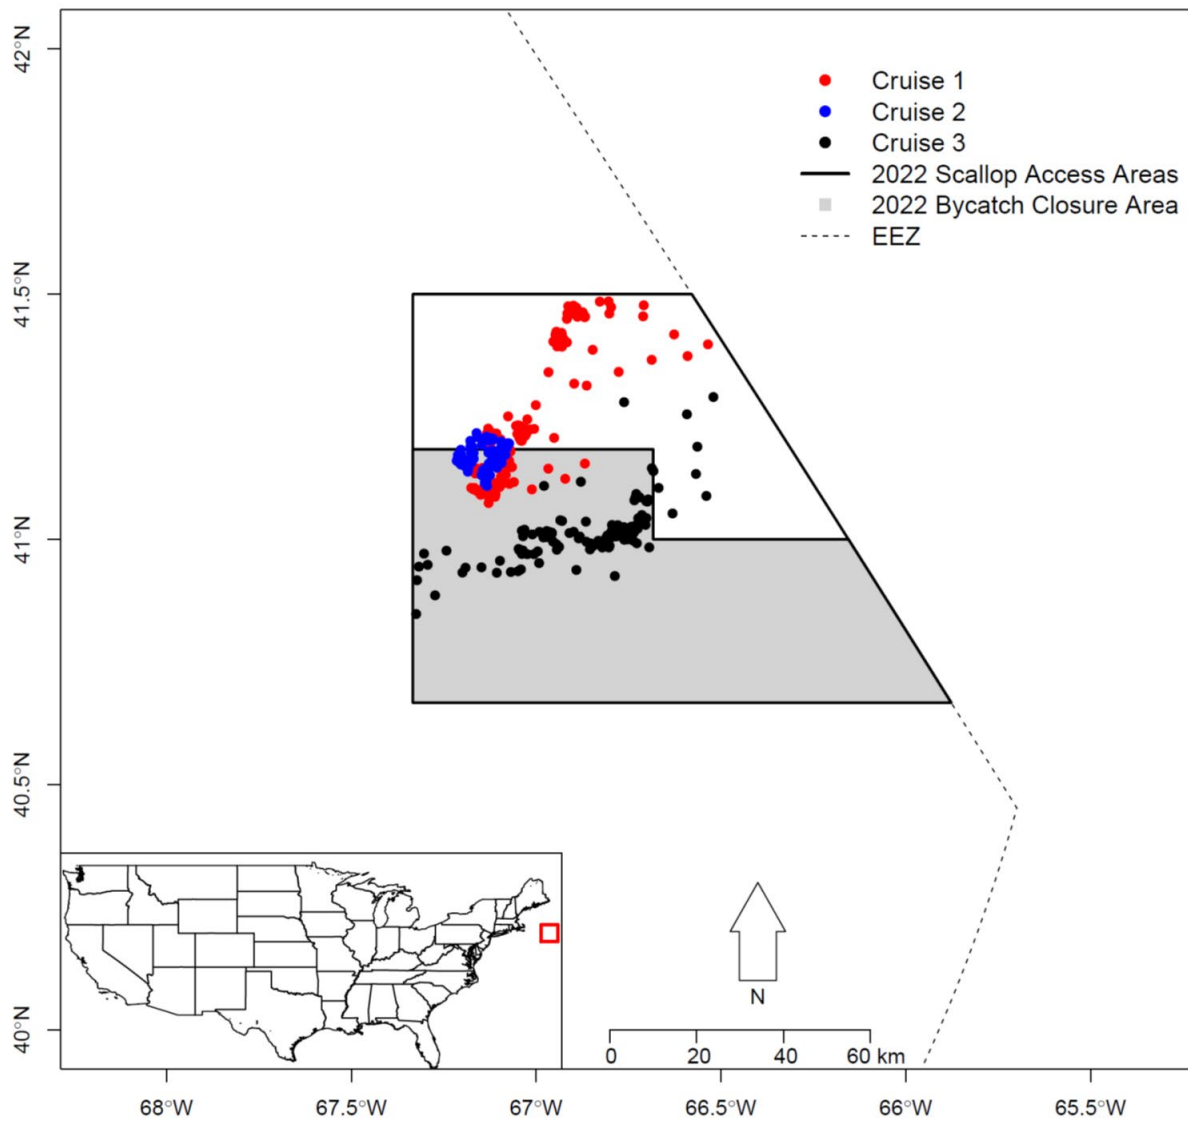 Cruise 1
Cruise 2
Cruise 3
2022 Scallop Access Areas
2022 Bycatch Closure Area
EEZ
42°N
41.5°N
41°N
40.5°N
40°N
N
0 20 40 60 km
68°W 67.5°W 67°W 66.5°W 66°W 65.5°W